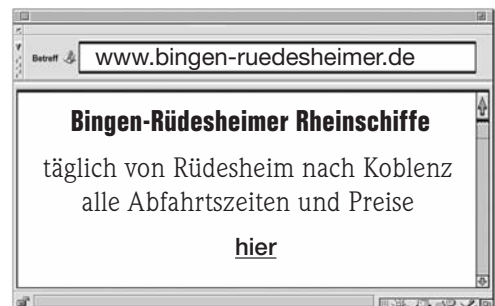 Betreff
www.bingen-ruedesheimer.de
Bingen-Rüdesheimer Rheinschiffe
täglich von Rüdesheim nach Koblenz
alle Abfahrtszeiten und Preise
hier